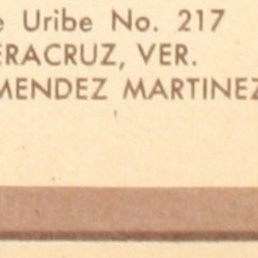 e Uribe No. 217
ERACRUZ, VER.
MENDEZ MARTINEZ